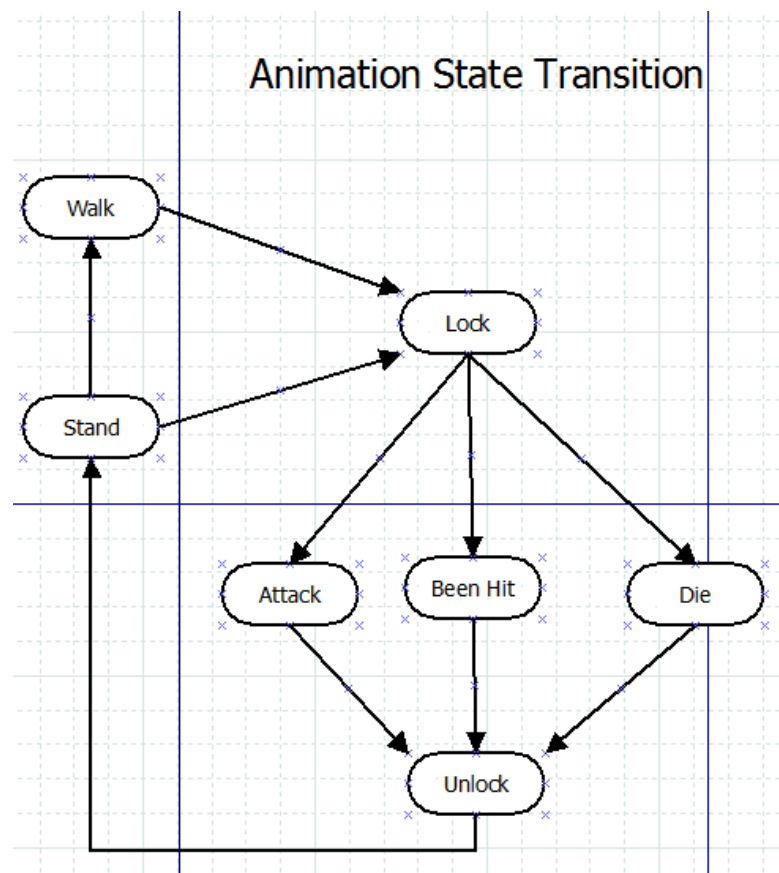 Animation State Transition
Walk
Lock
Stand
Attack
Been Hit
Die
Unlock